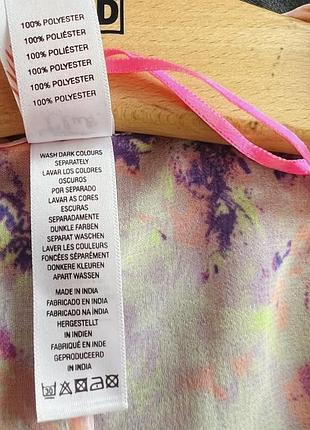 D
100% POLYESTER
100% POLIÉSTER
100% POLYESTER
100% POLIÉSTER
100% POLYESTER
100% POLYESTER
WASH DARK COLOURS
SEPARATELY
LAVAR LOS COLORES
OSCUROS
POR SEPARADO
LAVAR AS CORES
ESCURAS
SEPARADAMENTE
DUNKLE FARBEN
SEPARAT WASCHEN
LAVER LES COULEURS
FONCÉES SÉPARÉMENT
DONKERE KLEUREN
APART WASSEN
MADE IN INDIA
FABRICADO EN INDIA
FABRICADO NA ÍNDIA
HERGESTELLT
IN INDIEN
FABRIQUÉ EN INDE
GEPRODUCEERD
IN INDIA